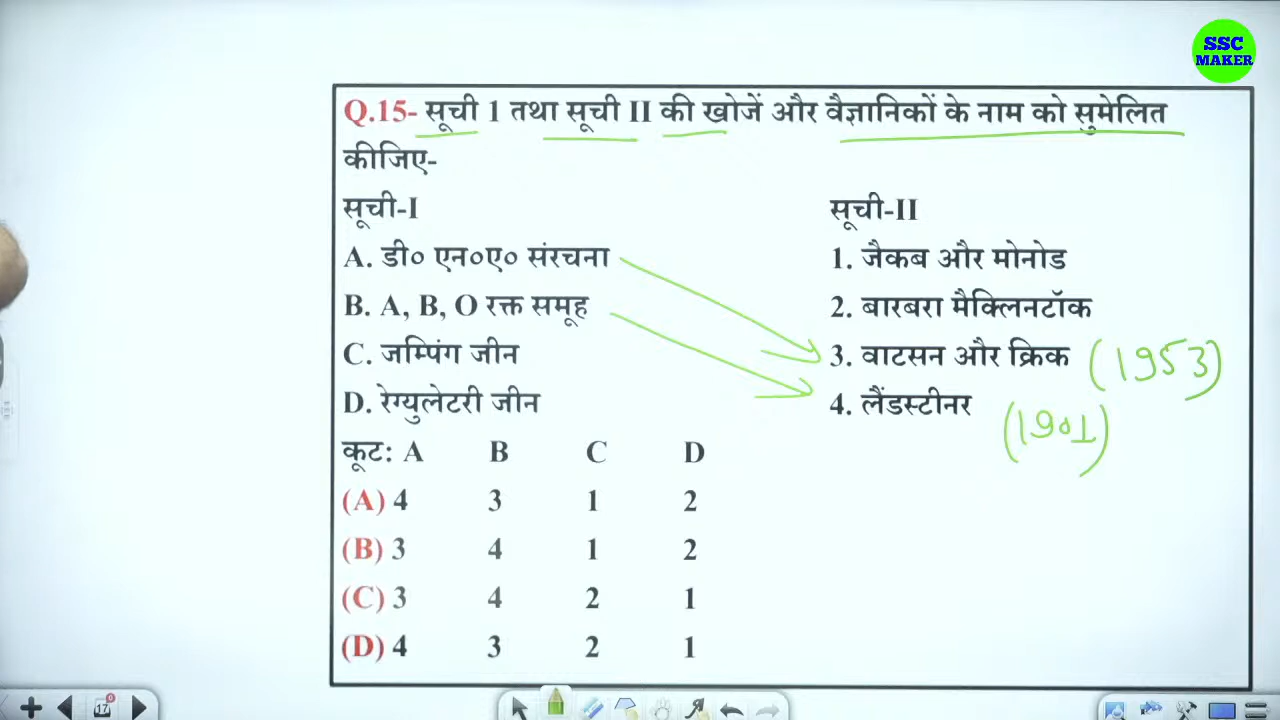 SSC
MAKER
Q.15- सूची 1 तथा सूची II की खोजें और वैज्ञानिकों के नाम को सुमेलित
कीजिए-
सूची-I सूची-II
A. डी० एन०ए० संरचना 1. जैकब और मोनोड
B. A, B, O रक्त समूह 2. बारबरा मैक्लिनटॉक
C. जम्पिंग जीन 3. वाटसन और क्रिक (1953)
D. रेग्युलेटरी जीन 4. लैंडस्टीनर (1901)
कूट: A B C D
(A) 4 3 1 2
(B) 3 4 1 2
(C) 3 4 2 1
(D) 4 3 2 1
17